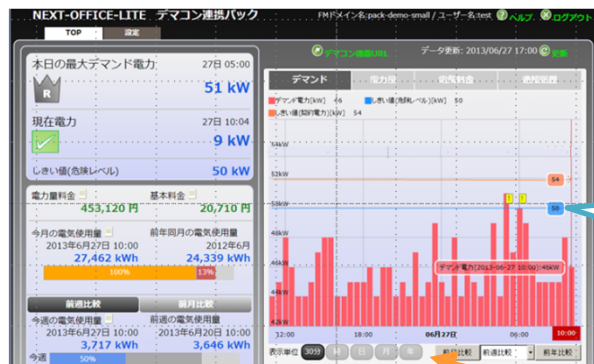 NEXT-OFFICE-LITE デマコン連携パック
FMドメイン名:pack-demo-small / ユーザー名:test
ヘルプ
ログアウト
TOP
設定
デマコン機器URL
データ更新: 2013/06/27 17:00
更新
本日の最大デマンド電力
27日 05:00
R
51 kW
現在電力
27日 10:04
9 kW
しきい値(危険レベル)
50 kW
電力量料金
基本料金
453,120 円
20,710 円
今月の電気使用量
前年同月の電気使用量
2013年6月27日 10:00
2012年6月
27,462 kWh
24,339 kWh
100%
13%
前週比較
前月比較
今週の電気使用量
前週の電気使用量
2013年6月27日 10:00
2013年6月20日 10:00
3,717 kWh
3,646 kWh
今週
50%
デマンド
電力量
電気料金
デマンド電力[kW] 46
しきい値(危険レベル)[kW] 50
しきい値(契約電力)[kW] 54
54kW
52kW
50kW
48kW
46kW
44kW
42kW
54
50
!
!
デマンド電力(2013-06-27 10:00):46kW
12:00
18:00
06月27日
06:00
10:00
表示単位
30分
時
日
月
年
前日比較
前週比較
前年比較